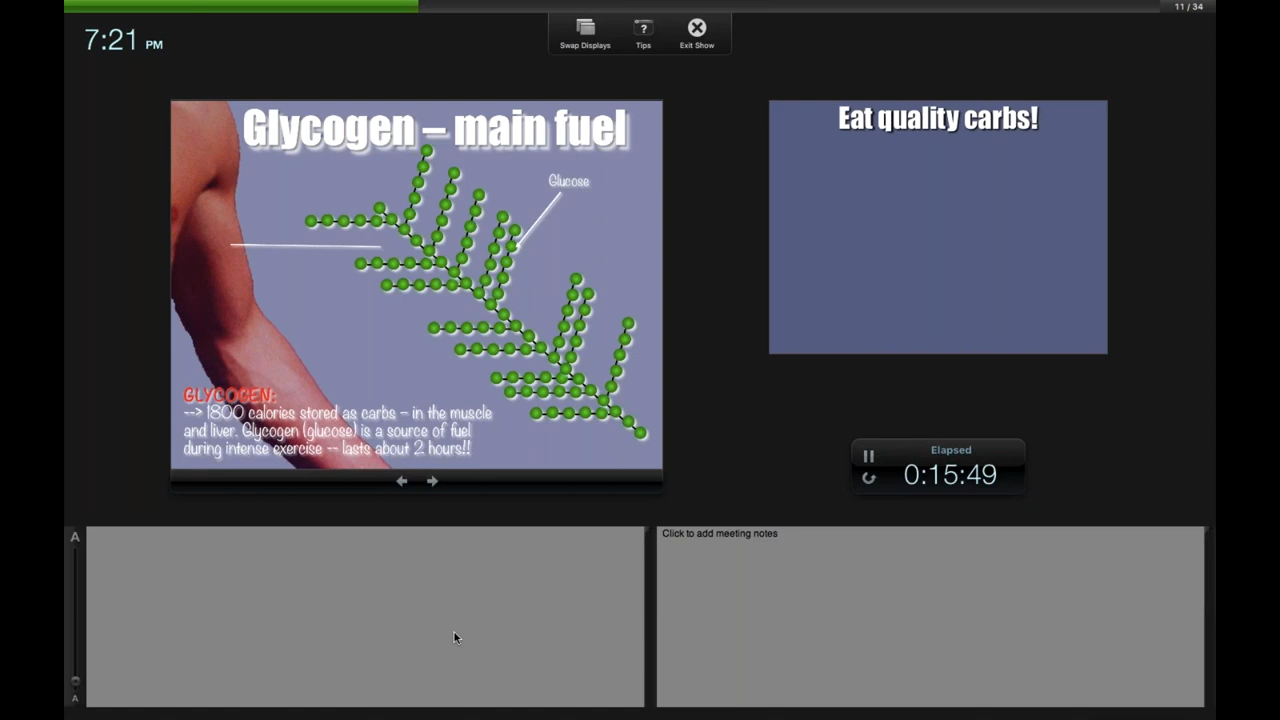 11 / 34
7:21 PM
Swap Displays
Tips
Exit Show
Glycogen – main fuel
Glucose
GLYCOGEN:
--> 1800 calories stored as carbs – in the muscle
and liver. Glycogen (glucose) is a source of fuel
during intense exercise -- lasts about 2 hours!!
Eat quality carbs!
Elapsed
0:15:49
A
A
Click to add meeting notes